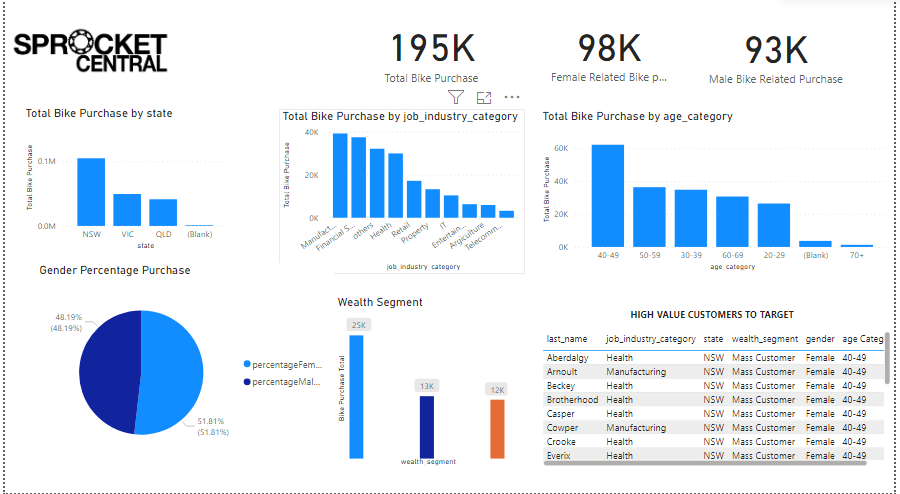 SPROCKET
CENTRAL
195K
Total Bike Purchase
98K
Female Related Bike p...
93K
Male Bike Related Purchase
Total Bike Purchase by state
Total Bike Purchase
0.1M
0.0M
NSW VIC QLD (Blank)
state
Total Bike Purchase by job_industry_category
Total Bike Purchase
40K
20K
0K
Manufact... Financial S... others Health Retail Property IT Entertain... Argiculture Telecomm...
job_industry_category
Total Bike Purchase by age_category
Total Bike Purchase
60K
40K
20K
0K
40-49 50-59 30-39 60-69 20-29 (Blank) 70+
age_category
Gender Percentage Purchase
48.19%
(48.19%)
51.81%
(51.81%)
percentageFem...
percentageMal...
Wealth Segment
Bike Purchase Total
25K
13K
12K
wealth_segment
HIGH VALUE CUSTOMERS TO TARGET
last_name job_industry_category state wealth_segment gender age Categ
Aberdalgy Health NSW Mass Customer Female 40-49
Arnoult Manufacturing NSW Mass Customer Female 40-49
Beckey Health NSW Mass Customer Female 40-49
Brotherhood Health NSW Mass Customer Female 40-49
Casper Health NSW Mass Customer Female 40-49
Cowper Manufacturing NSW Mass Customer Female 40-49
Crooke Health NSW Mass Customer Female 40-49
Everix Health NSW Mass Customer Female 40-49